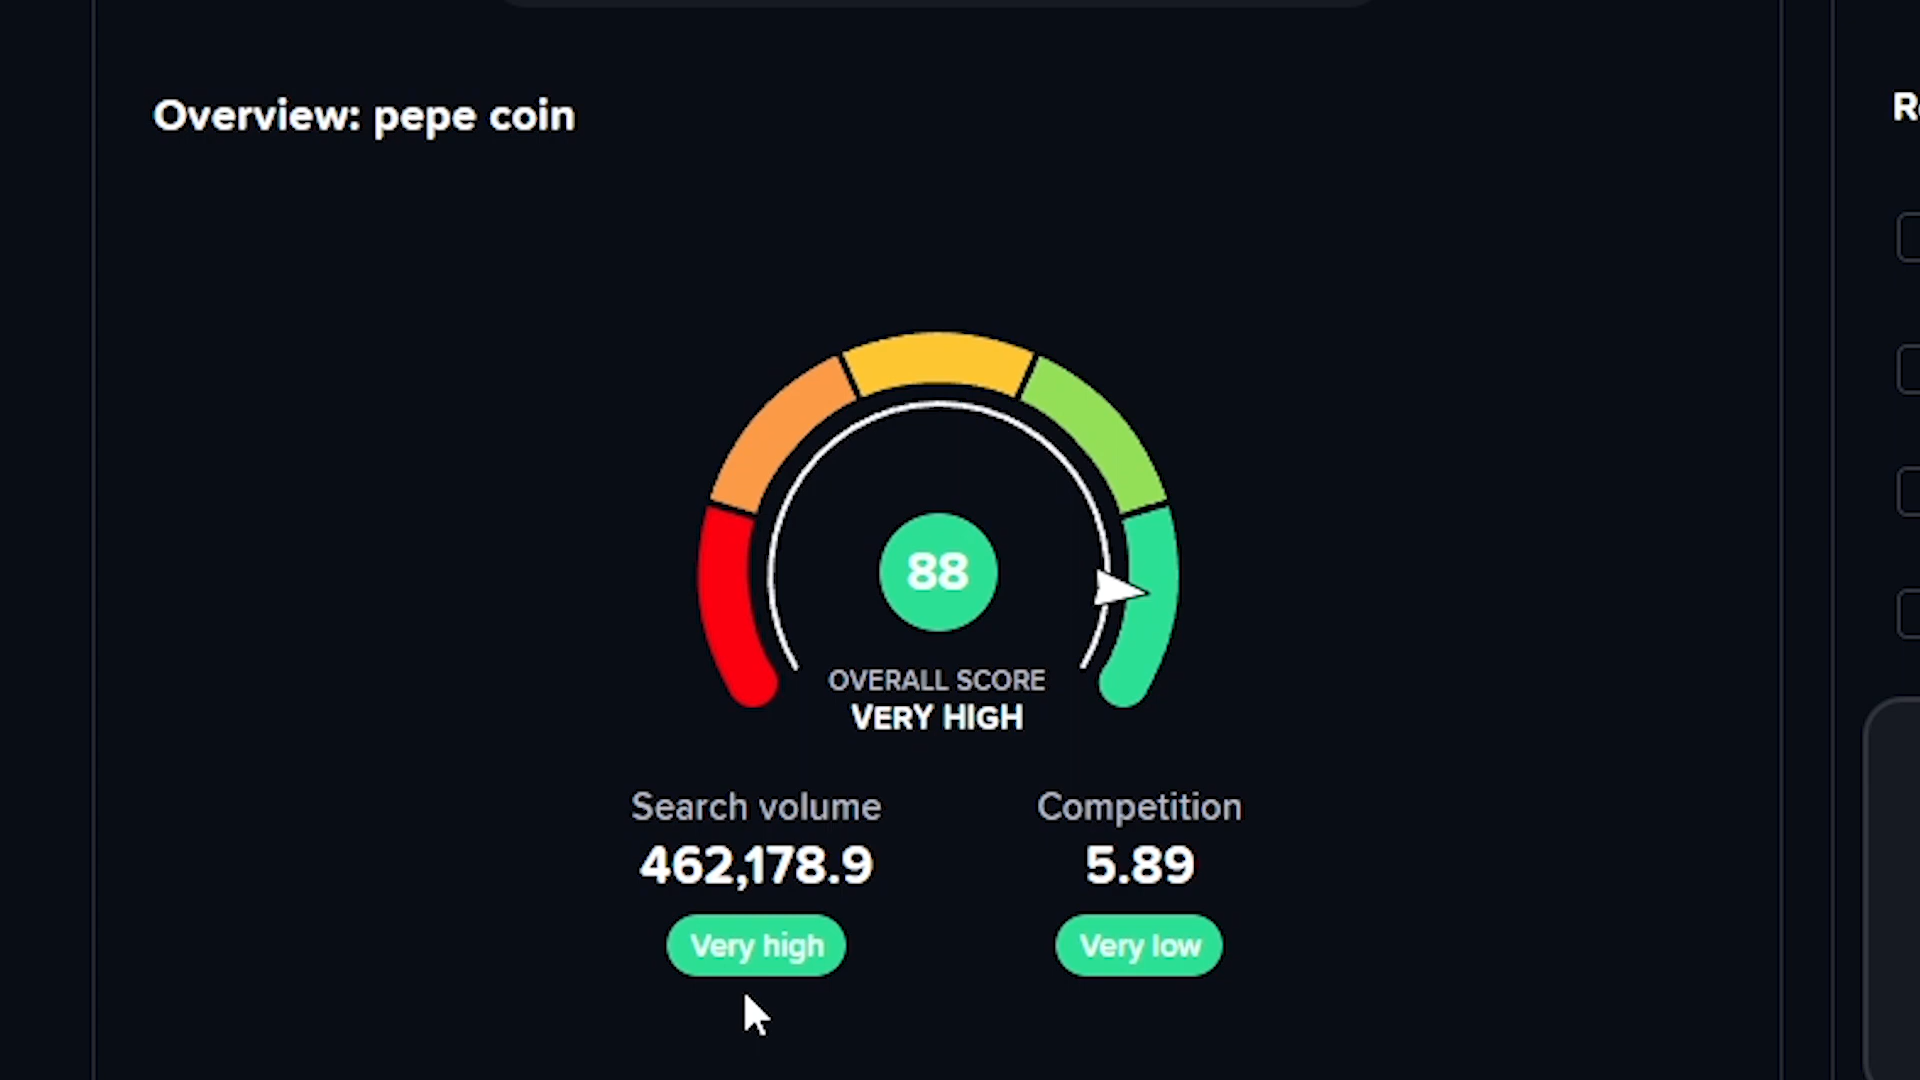 Overview: pepe coin
88
OVERALL SCORE
VERY HIGH
Search volume
462,178.9
Very high
Competition
5.89
Very low